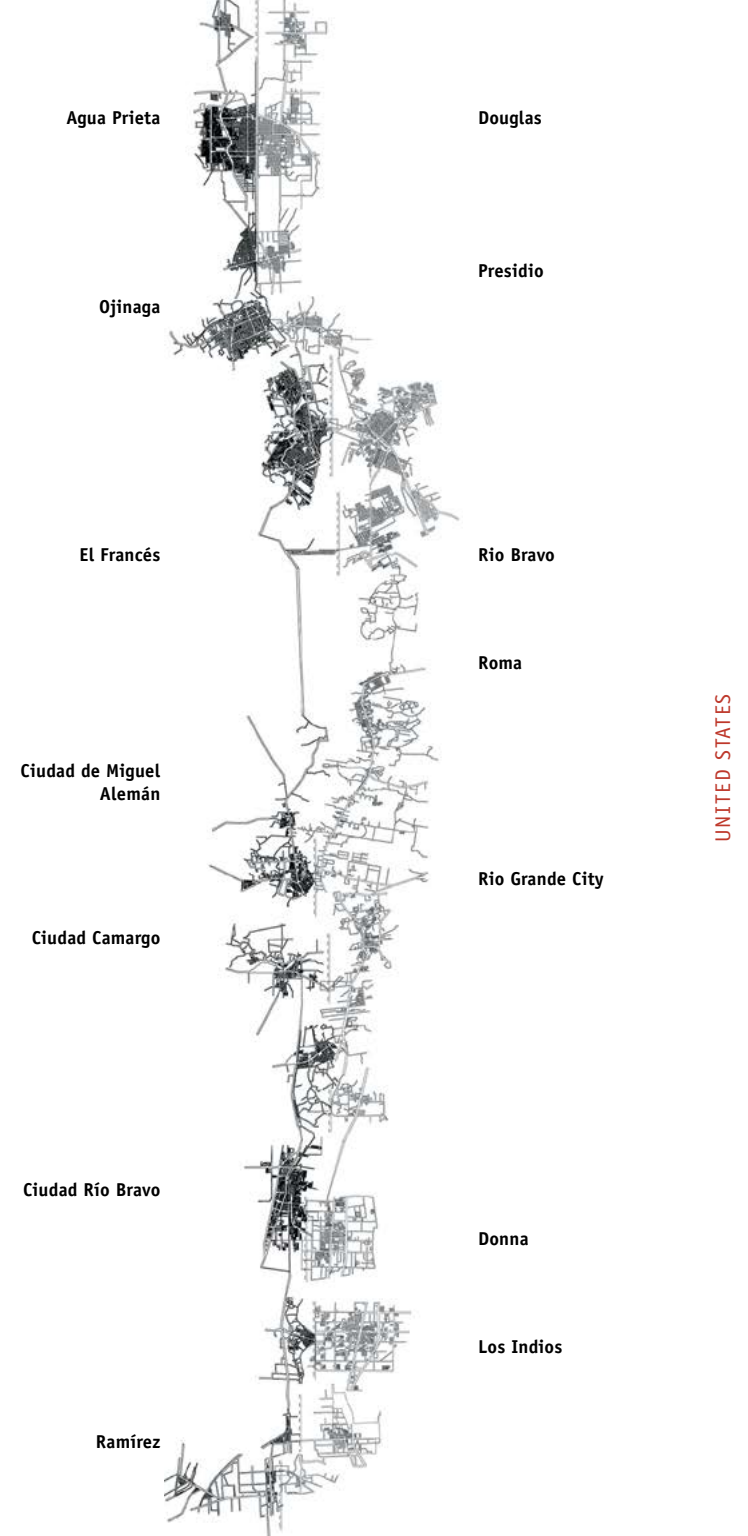 Agua Prieta
Douglas
Presidio
Ojinaga
El Francés
Rio Bravo
Roma
UNITED STATES
Ciudad de Miguel
Alemán
Rio Grande City
Ciudad Camargo
Ciudad Río Bravo
Donna
Los Indios
Ramírez